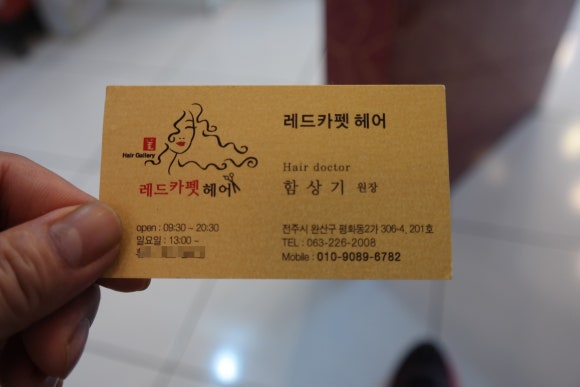 Hair Gallery
레드카펫 헤어
open : 09:30 ~ 20:30
일요일 : 13:00 ~
레드카펫 헤어
Hair doctor
함상기 원장
전주시 완산구 평화동2가 306-4, 201호
TEL : 063-226-2008
Mobile : 010-9089-6782